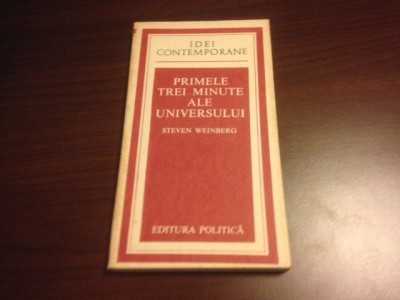 IDEI
CONTEMPORANE
PRIMELE
TREI MINUTE
ALE
UNIVERSULUI
STEVEN WEINBERG
EDITURA POLITICĂ